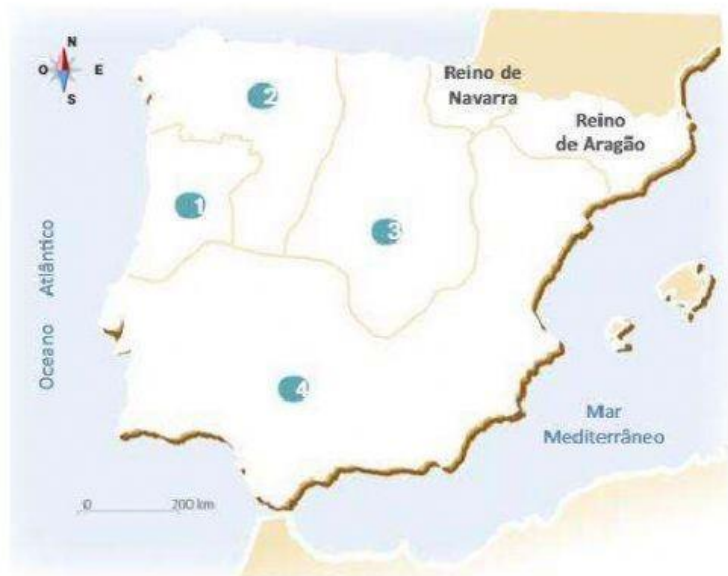 N
O
E
S
Reino de
Navarra
Reino
de Aragão
2
1
3
4
Oceano Atlântico
Mar
Mediterrâneo
0
200 km